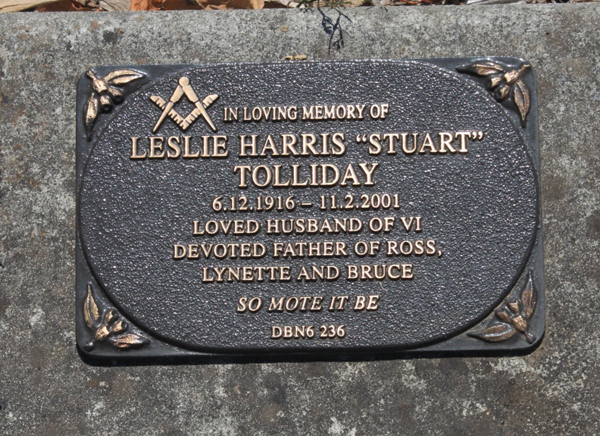 IN LOVING MEMORY OF
LESLIE HARRIS “STUART”
TOLLIDAY
6.12.1916 – 11.2.2001
LOVED HUSBAND OF VI
DEVOTED FATHER OF ROSS,
LYNETTE AND BRUCE
SO MOTE IT BE
DBN6 236